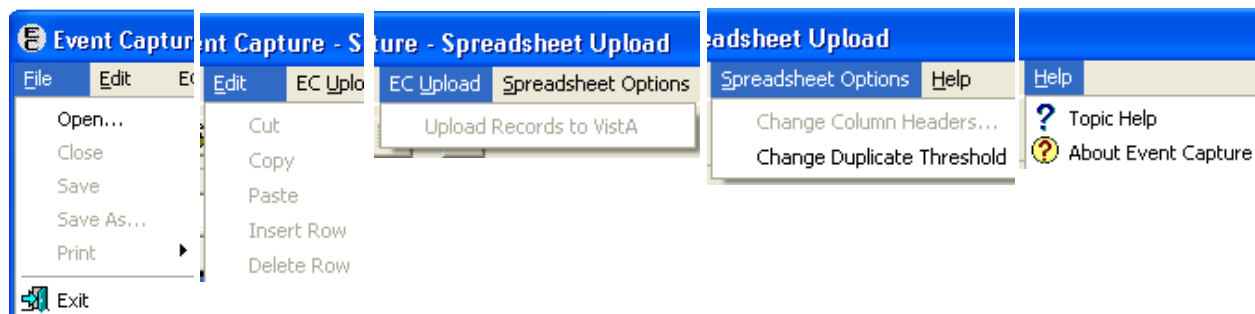 Event Captur
File Edit EC
Open...
Close
Save
Save As...
Print
Exit
nt Capture - S
Edit EC Uplo
Cut
Copy
Paste
Insert Row
Delete Row
ture - Spreadsheet Upload
EC Upload Spreadsheet Options
Upload Records to VistA
eadsheet Upload
Spreadsheet Options Help
Change Column Headers...
Change Duplicate Threshold
Help
Topic Help
About Event Capture